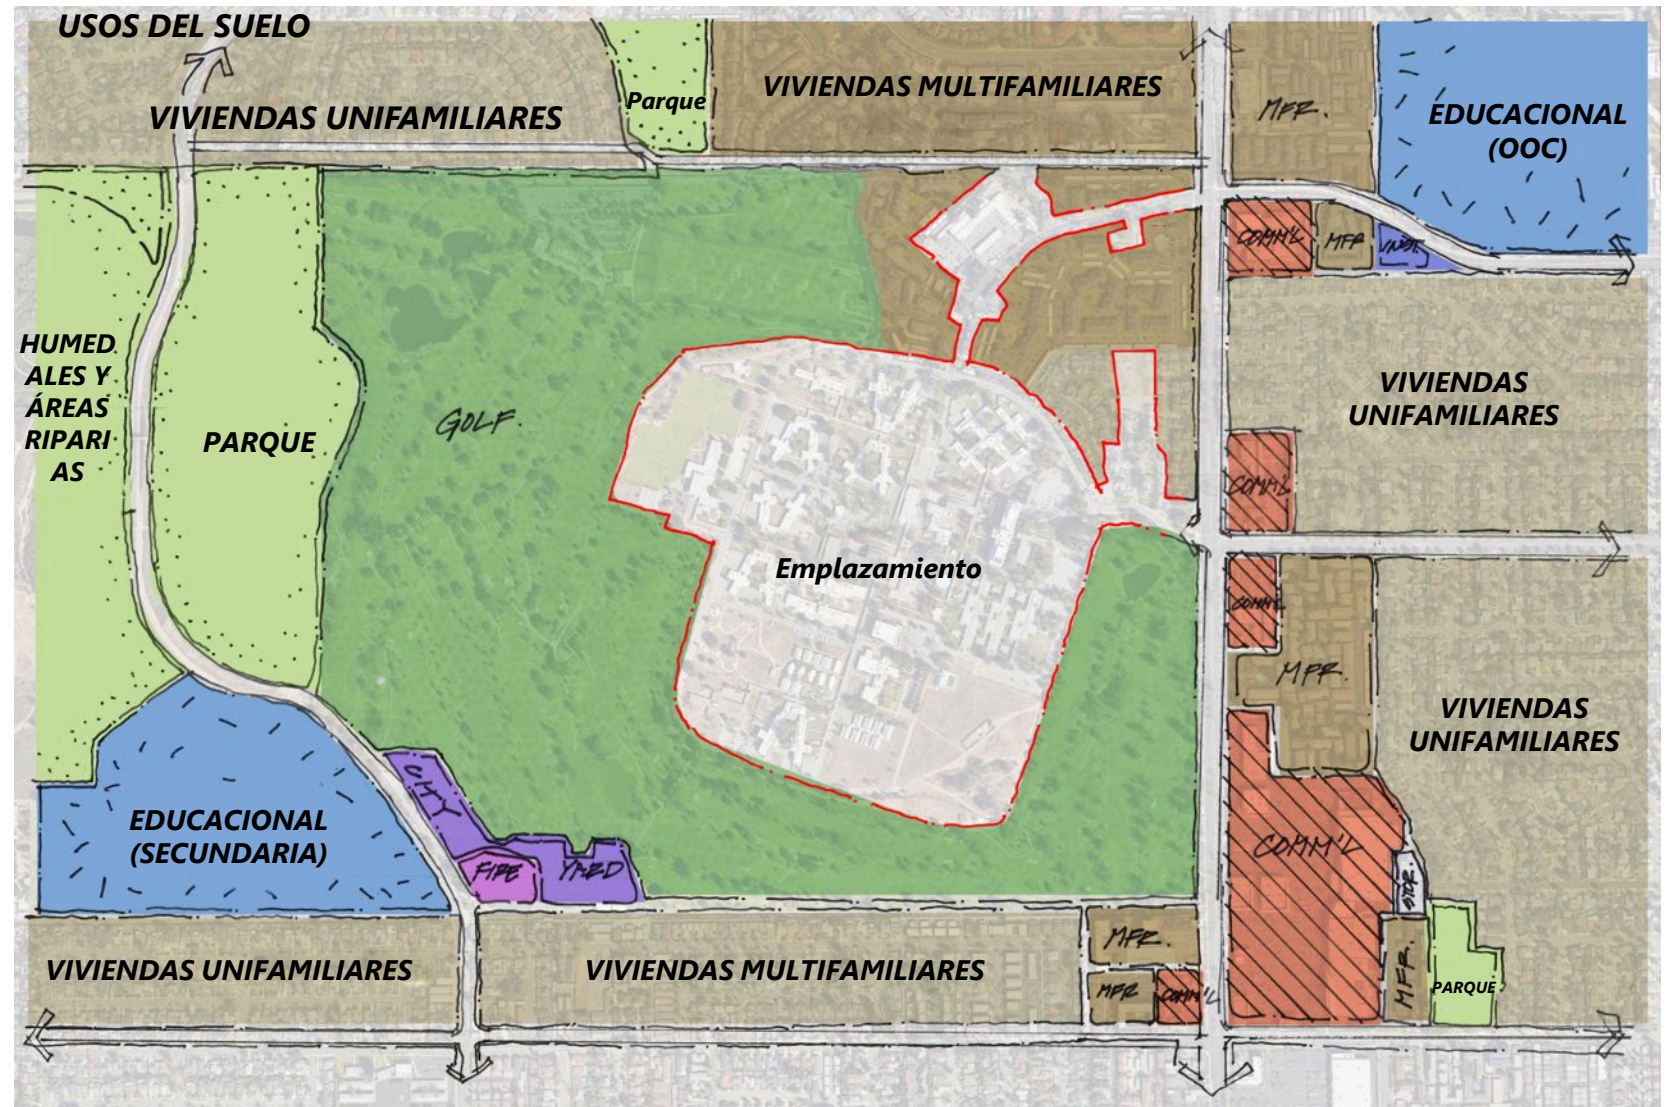 USOS DEL SUELO
VIVIENDAS UNIFAMILIARES
Parque
VIVIENDAS MULTIFAMILIARES
MFR.
EDUCACIONAL
(OOC)
COMM'L
MFR
INST.
HUMED
ALES Y
ÁREAS
RIPARI
AS
PARQUE
GOLF.
VIVIENDAS
UNIFAMILIARES
COMM'L
Emplazamiento
COMM'L
MFR.
VIVIENDAS
UNIFAMILIARES
EDUCACIONAL
(SECUNDARIA)
CITY
FIRE
YARD
COMM'L
STOR.
VIVIENDAS UNIFAMILIARES
VIVIENDAS MULTIFAMILIARES
MFR.
MFR
COMM'L
MFR.
PARQUE